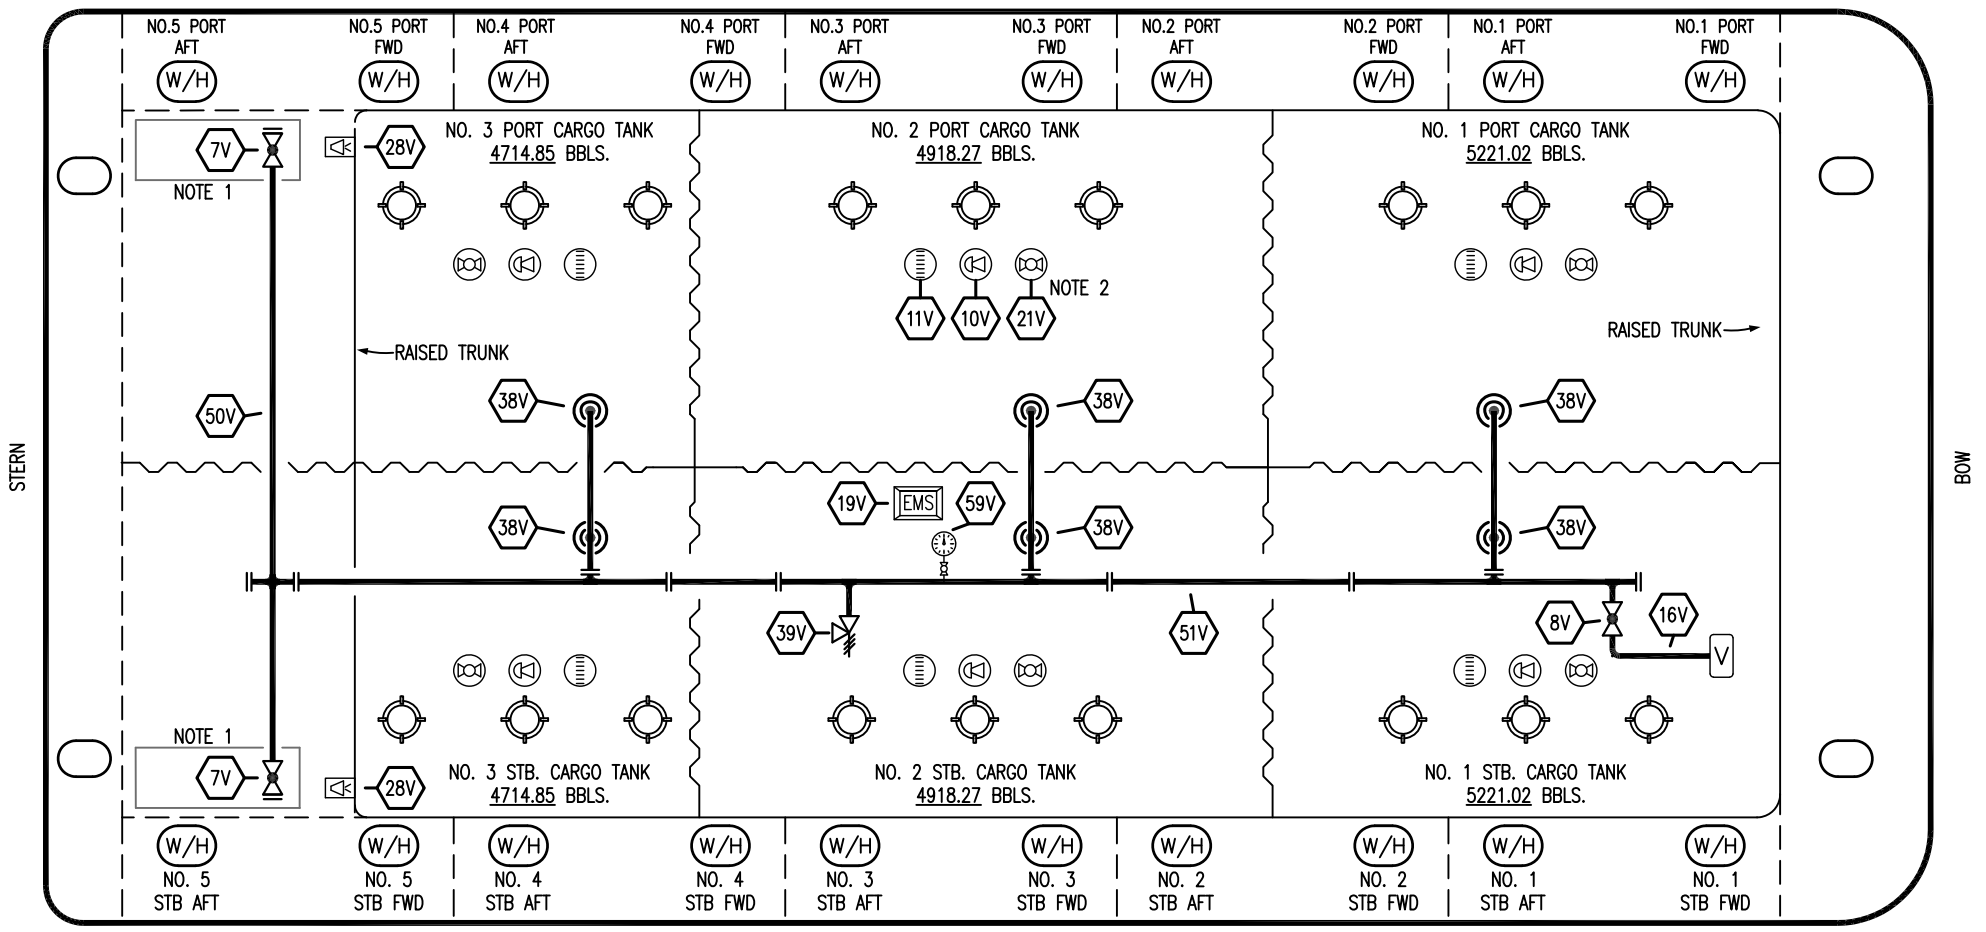 NO.5 PORT
AFT
W/H
NO.5 PORT
FWD
W/H
NO.4 PORT
AFT
W/H
NO.4 PORT
FWD
W/H
NO.3 PORT
AFT
W/H
NO.3 PORT
FWD
W/H
NO.2 PORT
AFT
W/H
NO.2 PORT
FWD
W/H
NO.1 PORT
AFT
W/H
NO.1 PORT
FWD
W/H
7V
NOTE 1
28V
NO. 3 PORT CARGO TANK
4714.85 BBLS.
NO. 2 PORT CARGO TANK
4918.27 BBLS.
NO. 1 PORT CARGO TANK
5221.02 BBLS.
NOTE 2
11V
10V
21V
RAISED TRUNK
RAISED TRUNK
50V
38V
38V
38V
STERN
BOW
19V
EMS
59V
38V
38V
38V
39V
51V
8V
16V
V
NOTE 1
7V
28V
NO. 3 STB. CARGO TANK
4714.85 BBLS.
NO. 2 STB. CARGO TANK
4918.27 BBLS.
NO. 1 STB. CARGO TANK
5221.02 BBLS.
W/H
NO. 5
STB AFT
W/H
NO. 5
STB FWD
W/H
NO. 4
STB AFT
W/H
NO. 4
STB FWD
W/H
NO. 3
STB AFT
W/H
NO. 3
STB FWD
W/H
NO. 2
STB AFT
W/H
NO. 2
STB FWD
W/H
NO. 1
STB AFT
W/H
NO. 1
STB FWD